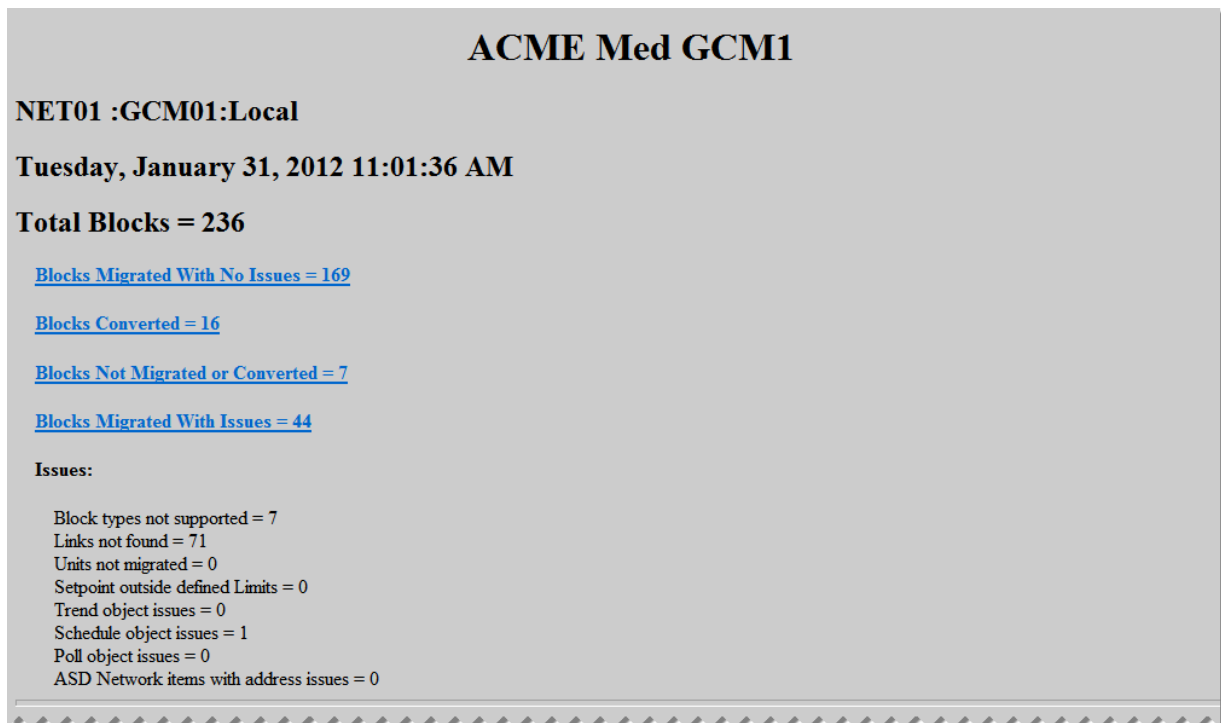 ACME Med GCM1
NET01 :GCM01:Local
Tuesday, January 31, 2012 11:01:36 AM
Total Blocks = 236
Blocks Migrated With No Issues = 169
Blocks Converted = 16
Blocks Not Migrated or Converted = 7
Blocks Migrated With Issues = 44
Issues:
Block types not supported = 7
Links not found = 71
Units not migrated = 0
Setpoint outside defined Limits = 0
Trend object issues = 0
Schedule object issues = 1
Poll object issues = 0
ASD Network items with address issues = 0